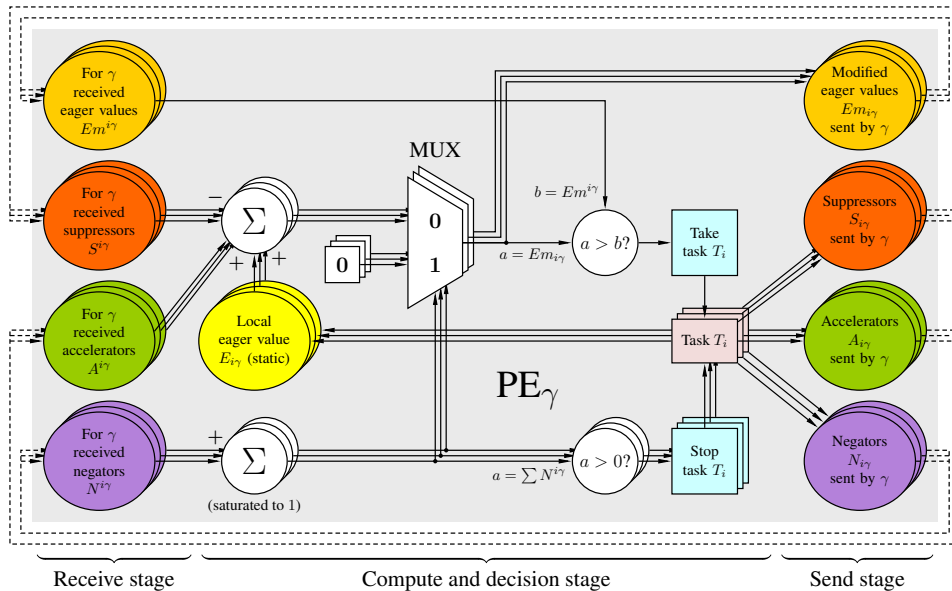 For γ
received
eager values
Em^{iγ}
Modified
eager values
Em_{iγ}
sent by γ
MUX
For γ
received
suppressors
S^{iγ}
−
∑
+
+
0
0
1
b = Em^{iγ}
a = Em_{iγ}
a > b?
Take
task T_i
Suppressors
S_{iγ}
sent by γ
For γ
received
accelerators
A^{iγ}
Local
eager value
E_{iγ} (static)
Task T_i
Accelerators
A_{iγ}
sent by γ
PE_γ
For γ
received
negators
N^{iγ}
+
∑
(saturated to 1)
a = ∑ N^{iγ}
a > 0?
Stop
task T_i
Negators
N_{iγ}
sent by γ
Receive stage
Compute and decision stage
Send stage